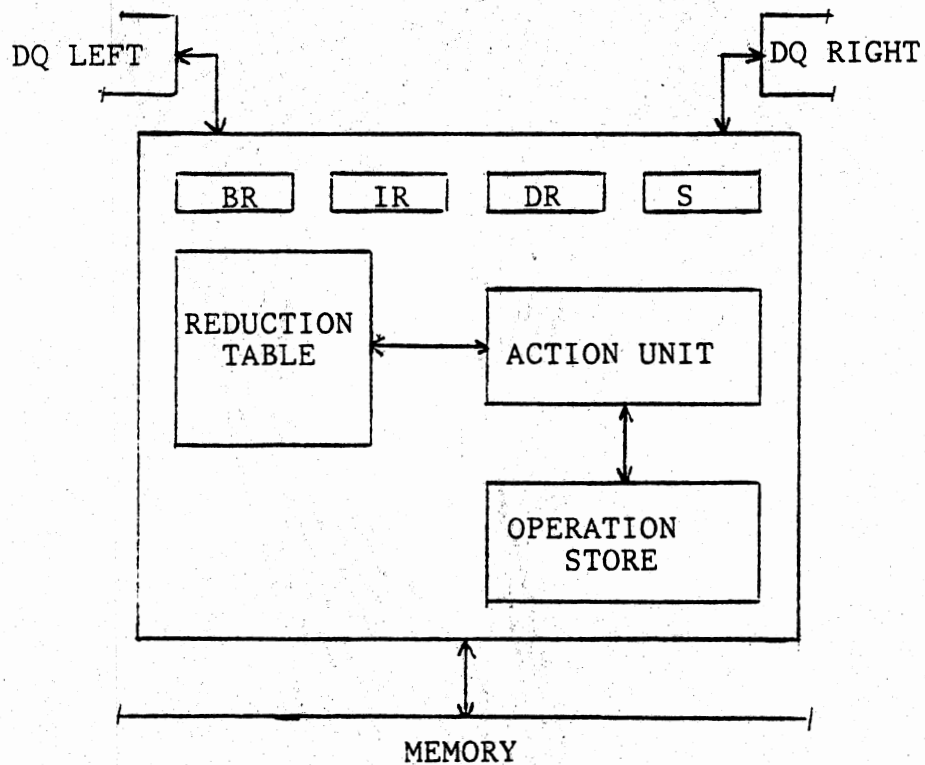 DQ LEFT
DQ RIGHT
BR
IR
DR
S
REDUCTION
TABLE
ACTION UNIT
OPERATION
STORE
MEMORY